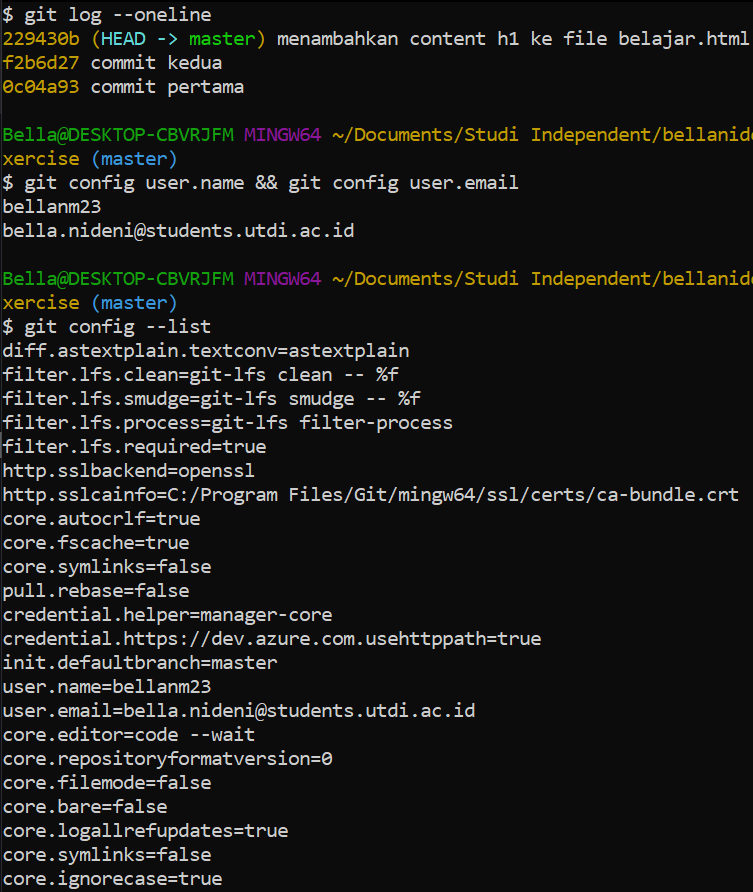 $ git log --oneline
229430b (HEAD -> master) menambahkan content h1 ke file belajar.html
f2b6d27 commit kedua
0c04a93 commit pertama
Bella@DESKTOP-CBVRJFM MINGW64 ~/Documents/Studi Independent/bellanide
xercise (master)
$ git config user.name && git config user.email
bellanm23
bella.nideni@students.utdi.ac.id
Bella@DESKTOP-CBVRJFM MINGW64 ~/Documents/Studi Independent/bellanide
xercise (master)
$ git config --list
diff.astextplain.textconv=astextplain
filter.lfs.clean=git-lfs clean -- %f
filter.lfs.smudge=git-lfs smudge -- %f
filter.lfs.process=git-lfs filter-process
filter.lfs.required=true
http.sslbackend=openssl
http.sslcainfo=C:/Program Files/Git/mingw64/ssl/certs/ca-bundle.crt
core.autocrlf=true
core.fscache=true
core.symlinks=false
pull.rebase=false
credential.helper=manager-core
credential.https://dev.azure.com.usehttppath=true
init.defaultbranch=master
user.name=bellanm23
user.email=bella.nideni@students.utdi.ac.id
core.editor=code --wait
core.repositoryformatversion=0
core.filemode=false
core.bare=false
core.logallrefupdates=true
core.symlinks=false
core.ignorecase=true